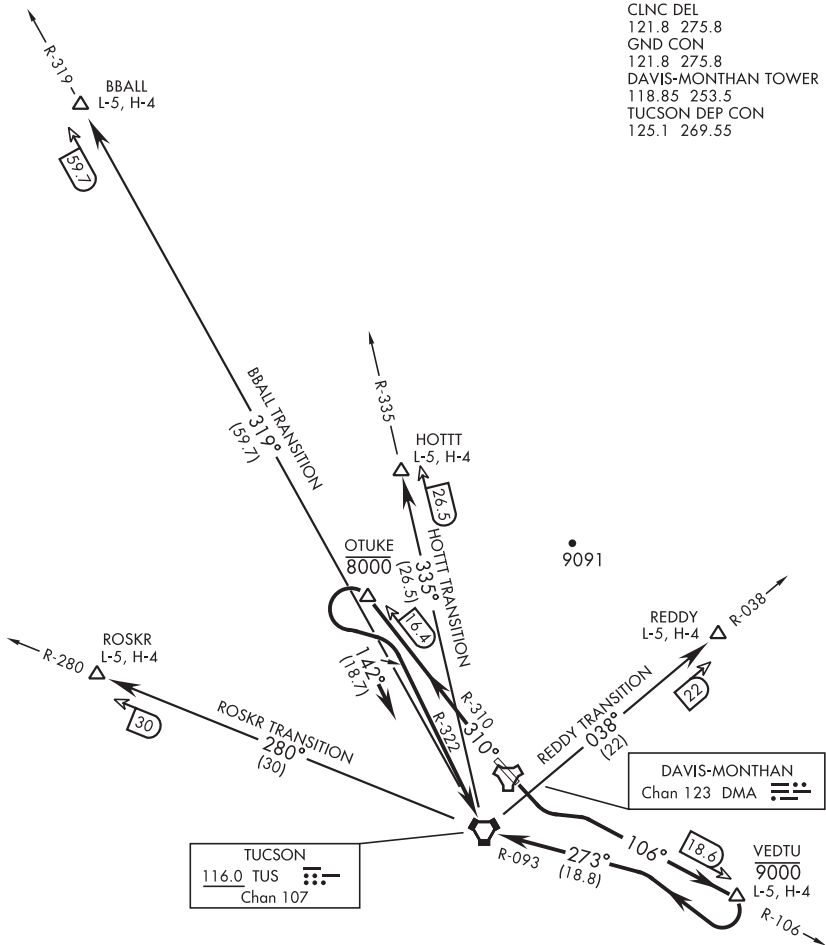 CLNC DEL
121.8 275.8
GND CON
121.8 275.8
DAVIS-MONTHAN TOWER
118.85 253.5
TUCSON DEP CON
125.1 269.55
R-319
BBALL
L-5, H-4
59.7
BBALL TRANSITION
319°
(59.7)
R-335
HOTTT
L-5, H-4
26.5
HOTTT TRANSITION
335°
(26.5)
OTUKE
8000
9091
16.4
142°
(18.7)
R-322
R-310
310°
REDDY
L-5, H-4
R-038
22
REDDY TRANSITION
038°
(22)
R-280
ROSKR
L-5, H-4
30
ROSKR TRANSITION
280°
(30)
DAVIS-MONTHAN
Chan 123 DMA
TUCSON
116.0 TUS
Chan 107
R-093
273°
(18.8)
106°
18.6
VEDTU
9000
L-5, H-4
R-106